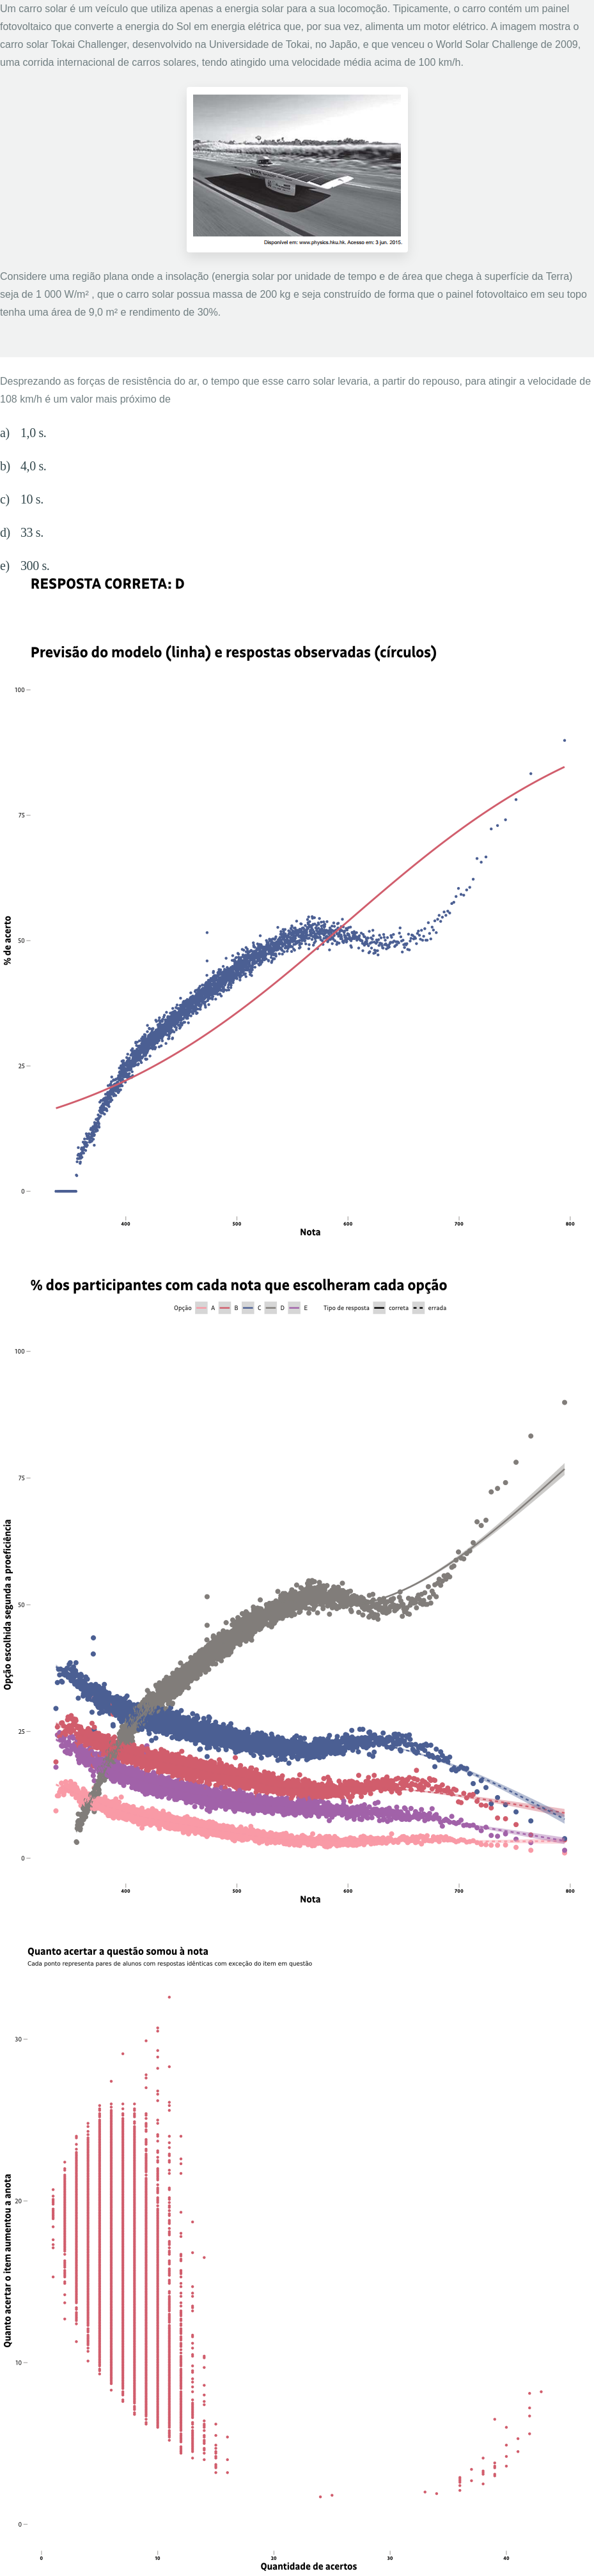 Um carro solar é um veículo que utiliza apenas a energia solar para a sua locomoção. Tipicamente, o carro contém um painel
fotovoltaico que converte a energia do Sol em energia elétrica que, por sua vez, alimenta um motor elétrico. A imagem mostra o
carro solar Tokai Challenger, desenvolvido na Universidade de Tokai, no Japão, e que venceu o World Solar Challenge de 2009,
uma corrida internacional de carros solares, tendo atingido uma velocidade média acima de 100 km/h.
Disponível em: www.physics.hku.hk. Acesso em: 3 jun. 2015.
Considere uma região plana onde a insolação (energia solar por unidade de tempo e de área que chega à superfície da Terra)
seja de 1 000 W/m² , que o carro solar possua massa de 200 kg e seja construído de forma que o painel fotovoltaico em seu topo
tenha uma área de 9,0 m² e rendimento de 30%.
Desprezando as forças de resistência do ar, o tempo que esse carro solar levaria, a partir do repouso, para atingir a velocidade de
108 km/h é um valor mais próximo de
a) 1,0 s.
b) 4,0 s.
c) 10 s.
d) 33 s.
e) 300 s.
RESPOSTA CORRETA: D
Previsão do modelo (linha) e respostas observadas (círculos)
100
75
50
25
0
% de acerto
400 500 600 700 800
Nota
% dos participantes com cada nota que escolheram cada opção
Opção A B C D E Tipo de resposta correta errada
100
75
50
25
0
Opção escolhida segunda a proeficiência
400 500 600 700 800
Nota
Quanto acertar a questão somou à nota
Cada ponto representa pares de alunos com respostas idênticas com exceção do item em questão
30
20
10
0
Quanto acertar o item aumentou a anota
0 10 20 30 40
Quantidade de acertos